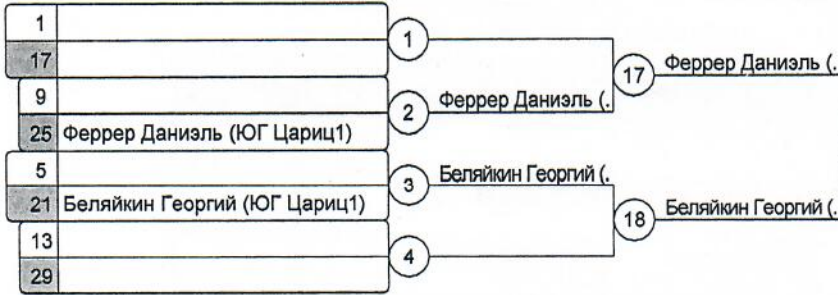 1
17
1
9
25 Феррер Даниэль (ЮГ Цариц1)
2 Феррер Даниэль (.
17 Феррер Даниэль (.
5
21 Беляйкин Георгий (ЮГ Цариц1)
3 Беляйкин Георгий (.
18 Беляйкин Георгий (.
13
29
4